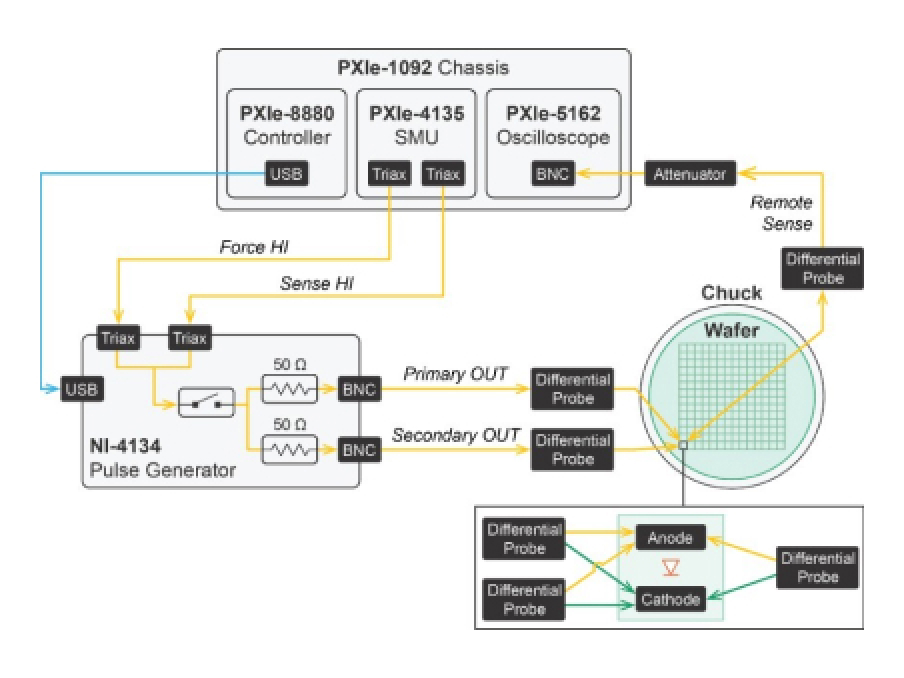 PXIe-1092 Chassis
PXIe-8880
Controller
USB
PXIe-4135
SMU
Triax
Triax
PXIe-5162
Oscilloscope
BNC
Attenuator
Remote
Sense
Differential
Probe
Force HI
Sense HI
Triax
Triax
USB
50 Ω
50 Ω
BNC
BNC
NI-4134
Pulse Generator
Primary OUT
Secondary OUT
Differential
Probe
Differential
Probe
Chuck
Wafer
Differential
Probe
Differential
Probe
Anode
Cathode
Differential
Probe